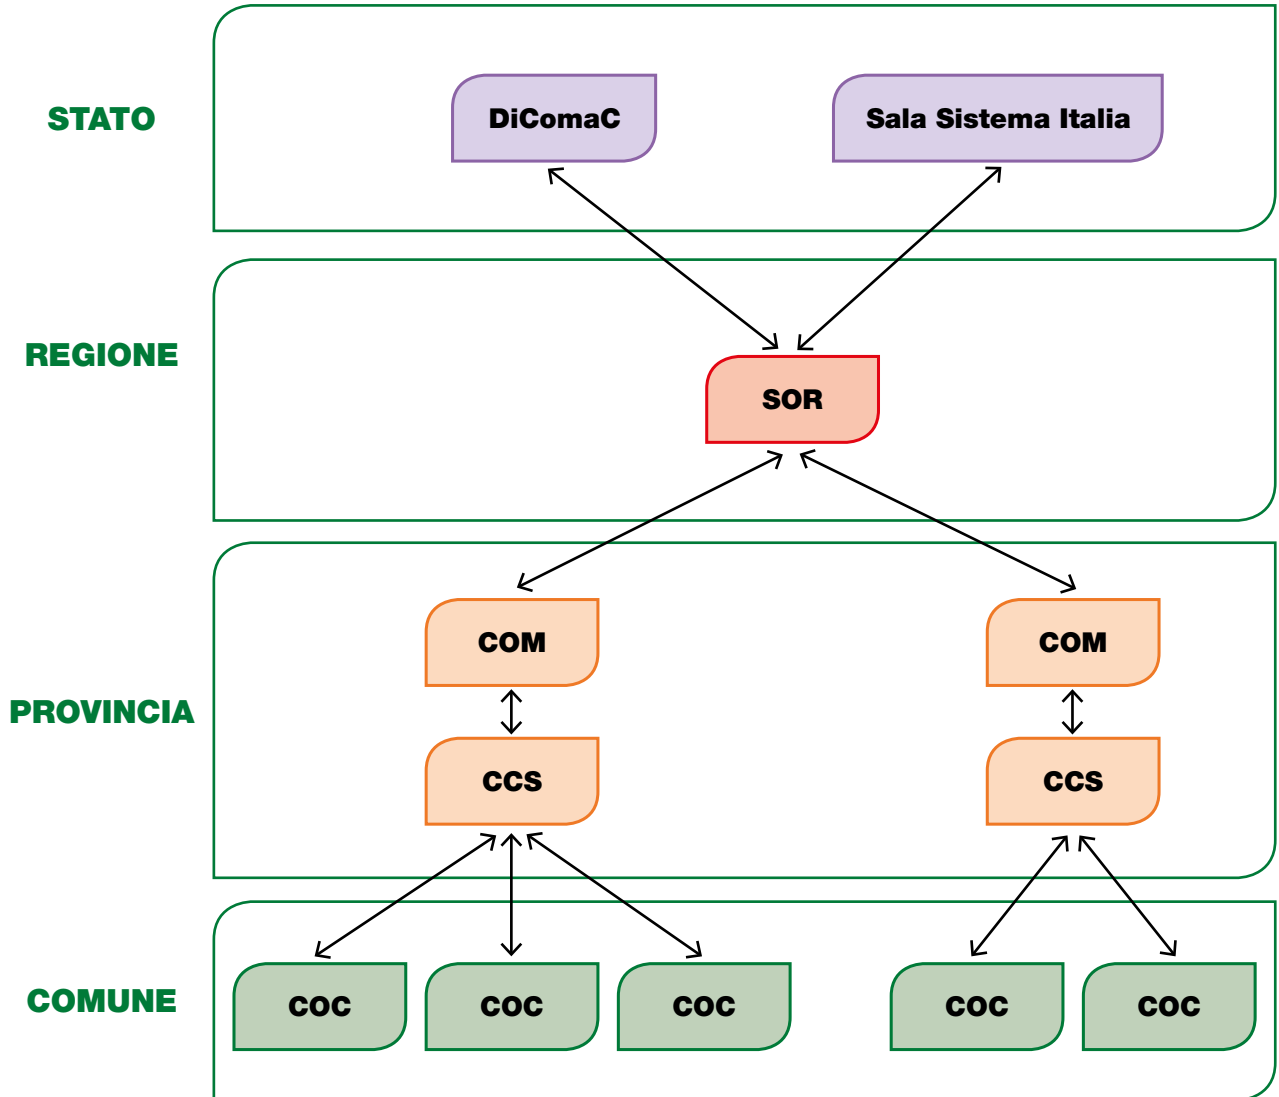 STATO
DiComaC
Sala Sistema Italia
REGIONE
SOR
PROVINCIA
COM
COM
CCS
CCS
COMUNE
COC
COC
COC
COC
COC